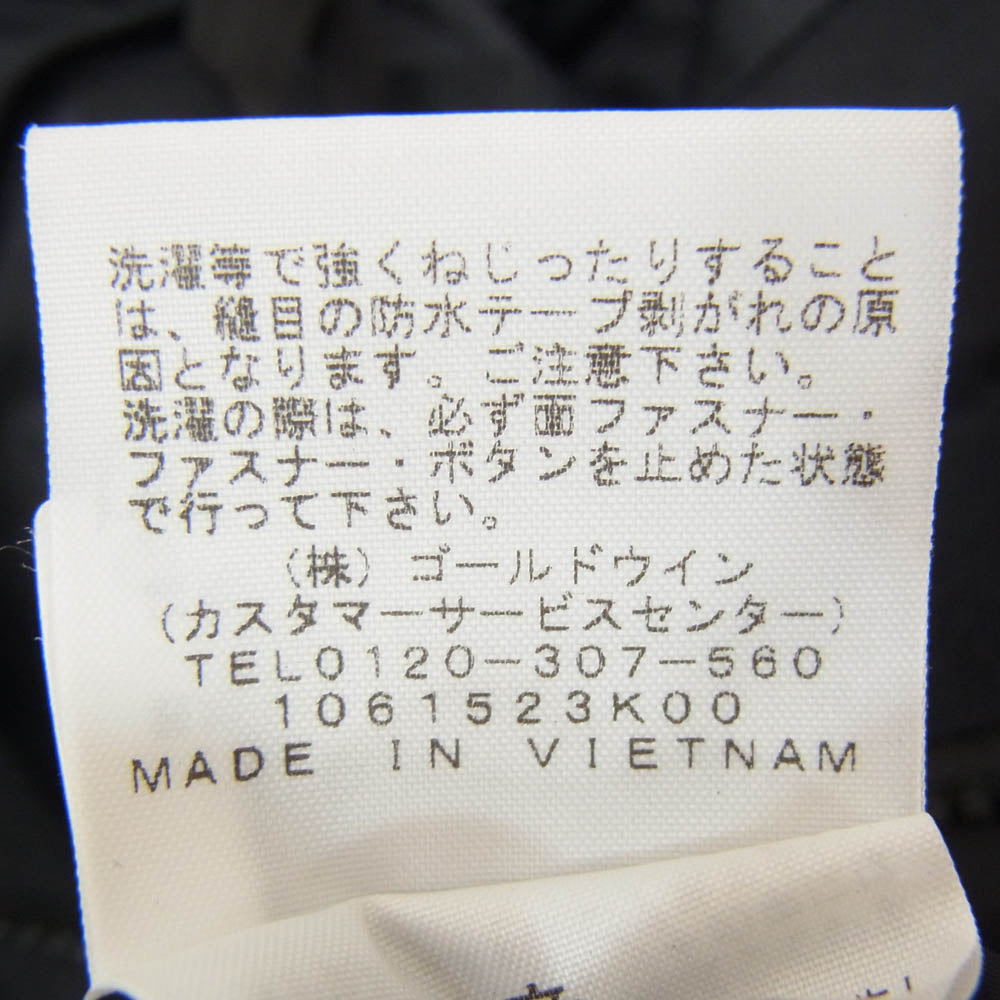 洗濯等で強くねじったりすること
は、縫目の防水テープ剥がれの原
因となります。ご注意下さい。
洗濯の際は、必ず面ファスナー・
ファスナー・ボタンを止めた状態
で行って下さい。
(株) ゴールドウイン
(カスタマーサービスセンター)
TEL0120-307-560
1061523K00
MADE IN VIETNAM